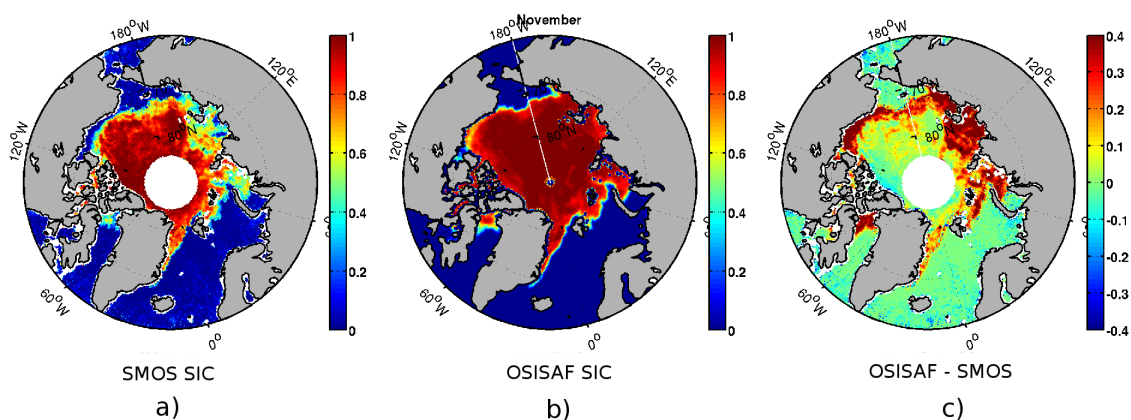 November
180°W
120°E
120°W
80°N
60°W
0°
1
0.8
0.6
0.4
0.2
0
SMOS SIC
a)
180°W
120°E
120°W
80°N
60°W
0°
1
0.8
0.6
0.4
0.2
0
OSISAF SIC
b)
180°W
120°E
120°W
70°N
80°N
60°W
0°
0.4
0.3
0.2
0.1
0
-0.1
-0.2
-0.3
-0.4
OSISAF - SMOS
c)